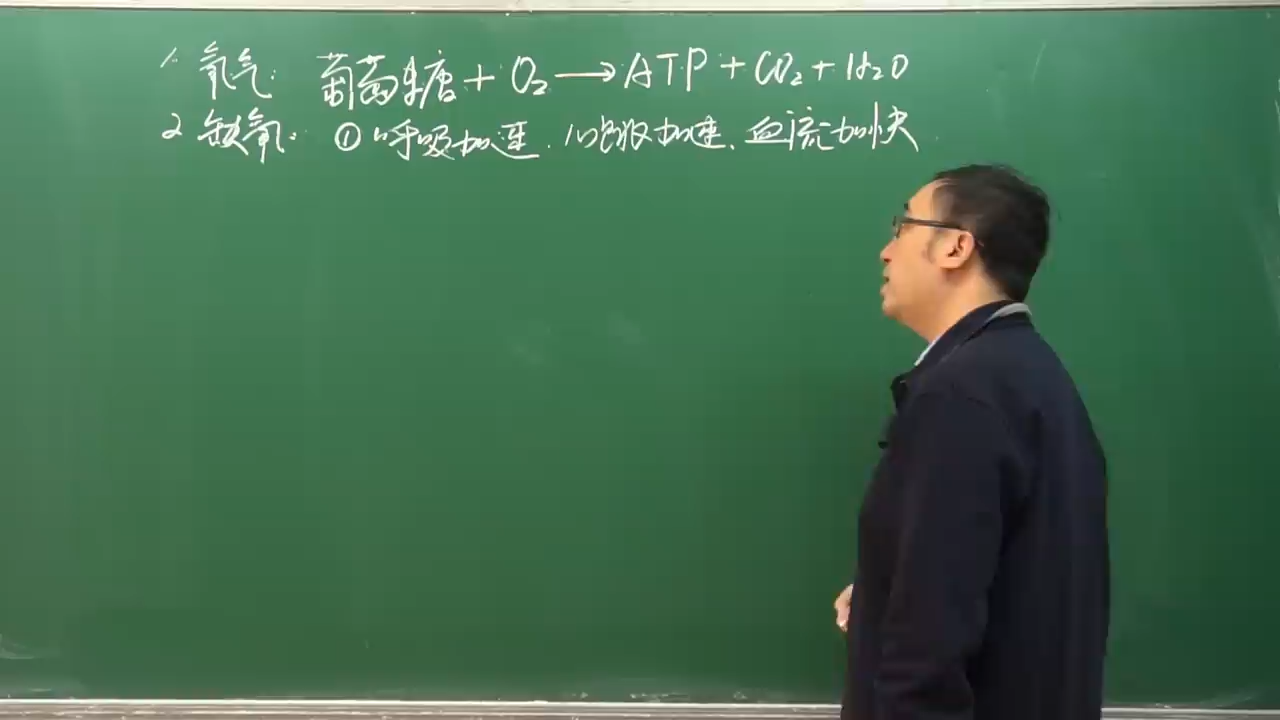 1. 氧气: 葡萄糖 + O₂ → ATP + CO₂ + H₂O
2. 缺氧: ①呼吸加速、心跳加速、血流加快